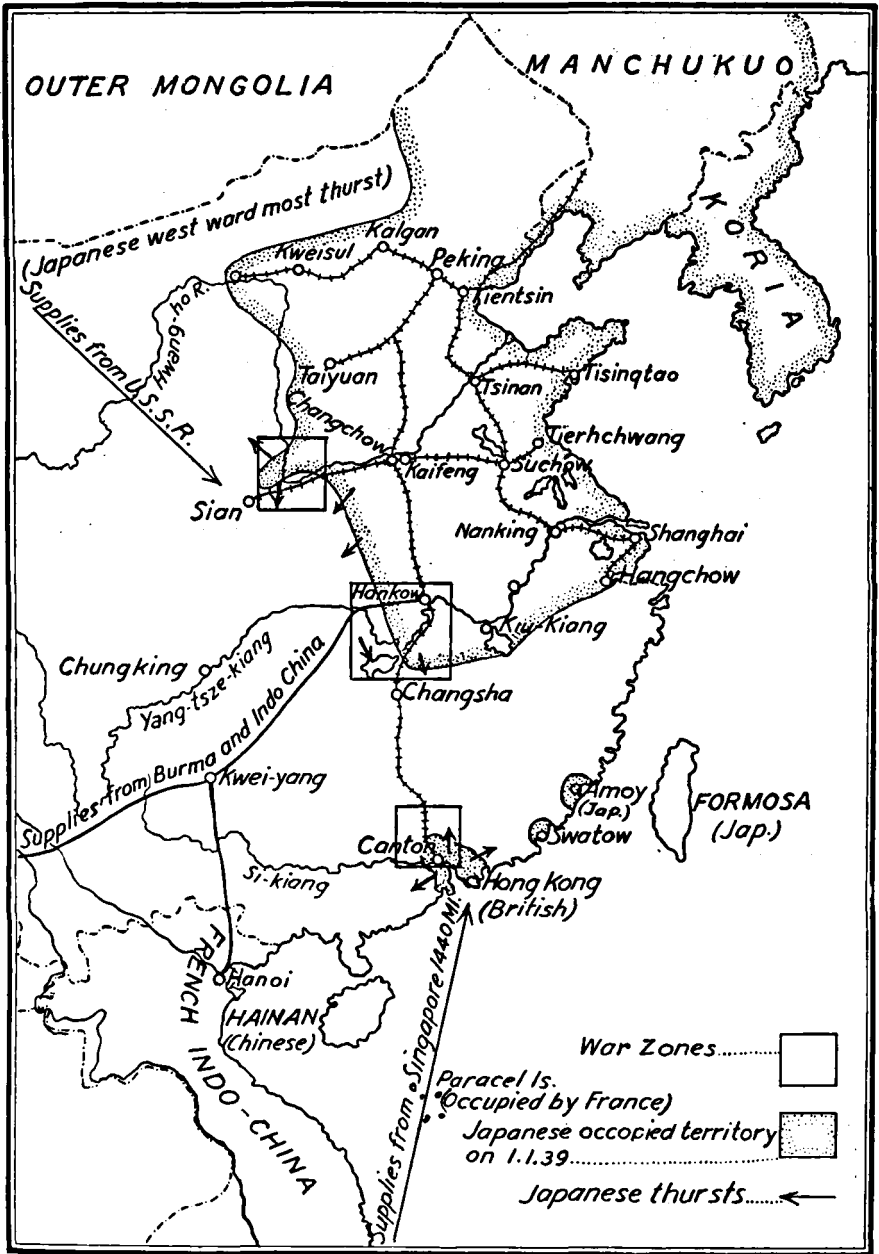 OUTER MONGOLIA
MANCHUKUO
KORIA
(Japanese west ward most thurst)
Kalgan
Kweisul
Peking
Tientsin
Hwang-ho R.
Supplies from U.S.S.R.
Taiyuan
Tsinan
Tisingtao
Changchow
Tierhchwang
Kaifeng
Suchow
Sian
Nanking
Shanghai
Hangchow
Hankow
Kiu-Kiang
Chungking
Yang-tsze-kiang
Changsha
Supplies from Burma and Indo China
Kwei-yang
Amoy
(Jap.)
FORMOSA
(Jap.)
Swatow
Canton
Si-kiang
Hong Kong
(British)
FRENCH INDO-CHINA
Hanoi
HAINAN
(Chinese)
Supplies from Singapore 1440 MI.
Paracel Is.
(Occupied by France)
War Zones
Japanese occopied territory
on 1.1.39
Japanese thursts